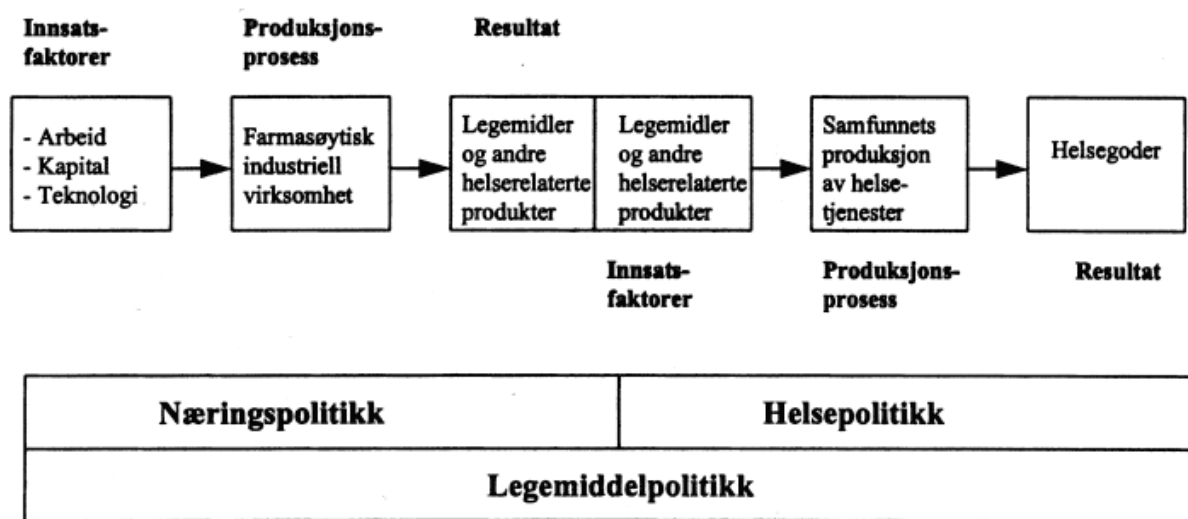 Innsats-
faktorer
Produksjons-
prosess
Resultat
- Arbeid
- Kapital
- Teknologi
Farmasøytisk
industriell
virksomhet
Legemidler
og andre
helserelaterte
produkter
Legemidler
og andre
helserelaterte
produkter
Samfunnets
produksjon
av helse-
tjenester
Helsegoder
Innsats-
faktorer
Produksjons-
prosess
Resultat
Næringspolitikk
Helsepolitikk
Legemiddelpolitikk